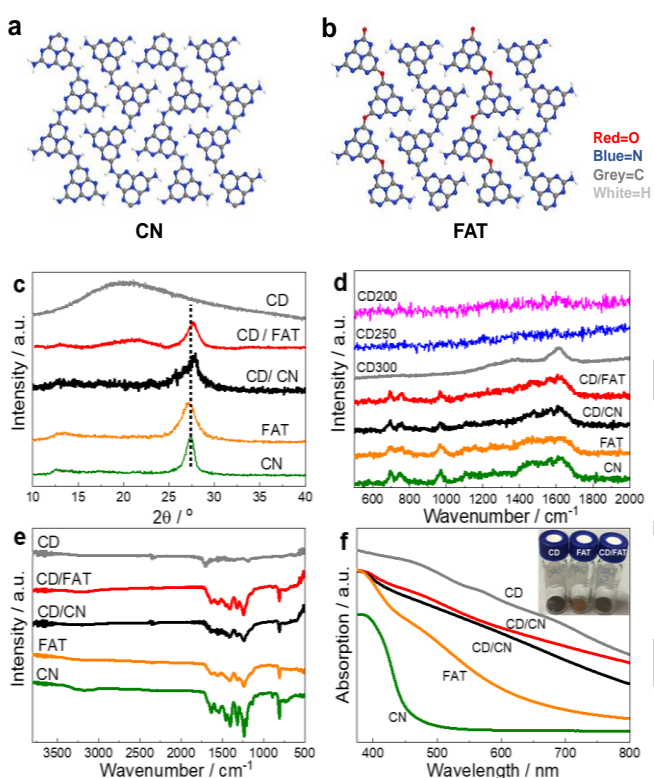 a
b
Red=O
Blue=N
Grey=C
White=H
CN
FAT
c
CD
CD / FAT
CD/ CN
FAT
CN
Intensity / a.u.
10 15 20 25 30 35 40
2θ / °
d
CD200
CD250
CD300
CD/FAT
CD/CN
FAT
CN
Intensity / a.u.
500 800 1000 1200 1400 1600 1800 2000
Wavenumber / cm-1
e
CD
CD/FAT
CD/CN
FAT
CN
Intensity / a.u.
3500 3000 2500 2000 1500 1000 500
Wavenumber / cm-1
f
CD FAT CD/FAT
CD
CD/CN
CD/CN
FAT
CN
Absorption / a.u.
400 500 600 700 800
Wavelength / nm